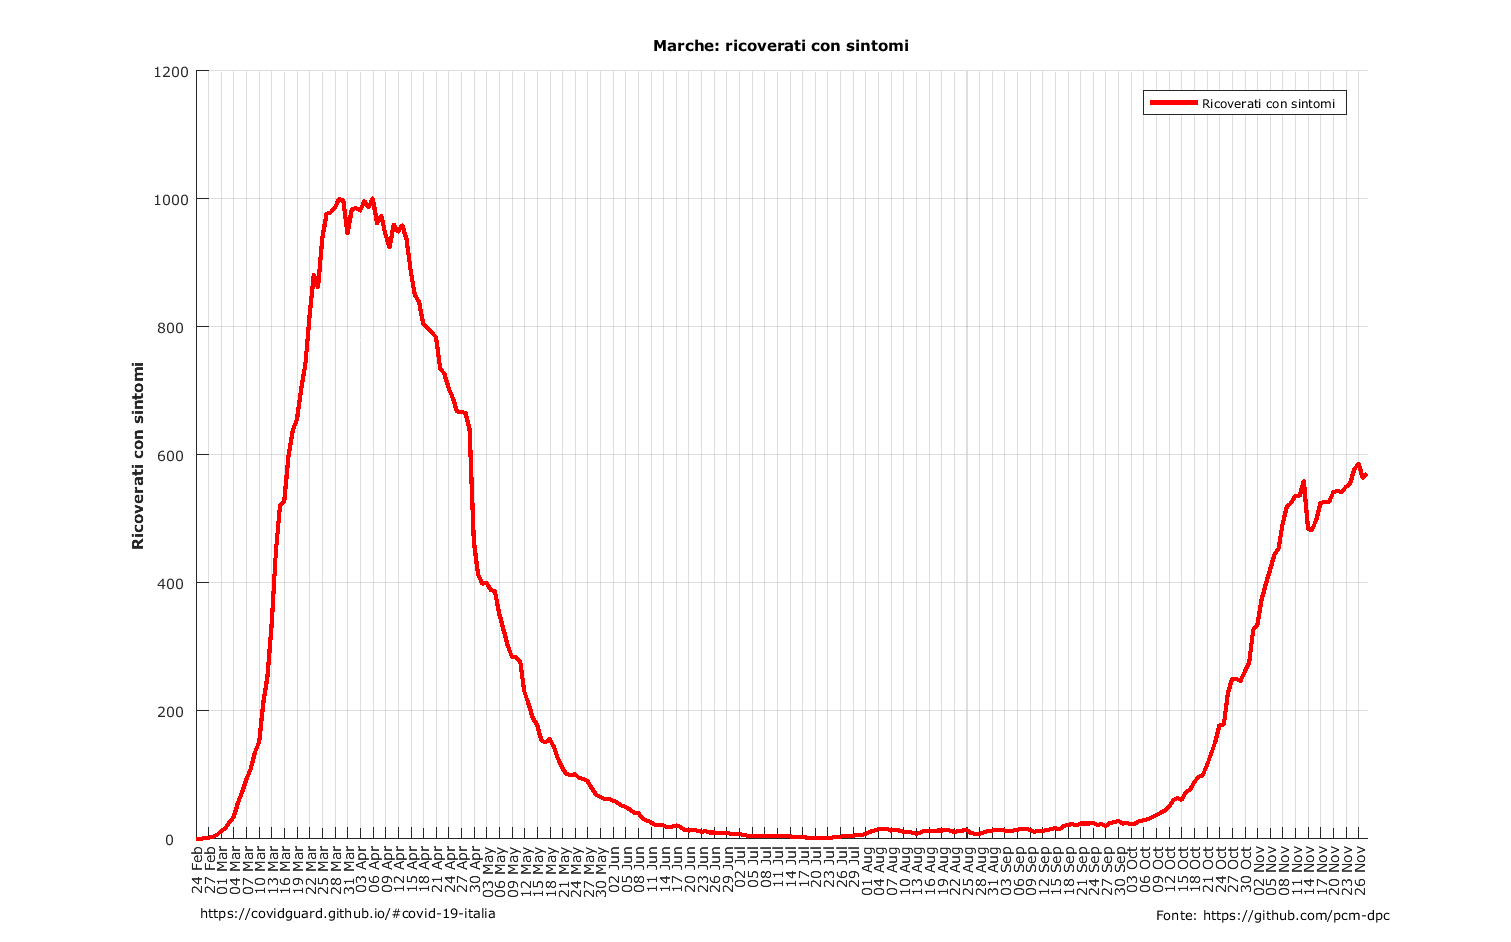 Marche: ricoverati con sintomi
Ricoverati con sintomi
Ricoverati con sintomi
1200
1000
800
600
400
200
0
24 Feb
27 Feb
01 Mar
04 Mar
07 Mar
10 Mar
13 Mar
16 Mar
19 Mar
22 Mar
25 Mar
28 Mar
31 Mar
03 Apr
06 Apr
09 Apr
12 Apr
15 Apr
18 Apr
21 Apr
24 Apr
27 Apr
30 Apr
03 May
06 May
09 May
12 May
15 May
18 May
21 May
24 May
27 May
30 May
02 Jun
05 Jun
08 Jun
11 Jun
14 Jun
17 Jun
20 Jun
23 Jun
26 Jun
29 Jun
02 Jul
05 Jul
08 Jul
11 Jul
14 Jul
17 Jul
20 Jul
23 Jul
26 Jul
29 Jul
01 Aug
04 Aug
07 Aug
10 Aug
13 Aug
16 Aug
19 Aug
22 Aug
25 Aug
28 Aug
31 Aug
03 Sep
06 Sep
09 Sep
12 Sep
15 Sep
18 Sep
21 Sep
24 Sep
27 Sep
30 Sep
03 Oct
06 Oct
09 Oct
12 Oct
15 Oct
18 Oct
21 Oct
24 Oct
27 Oct
30 Oct
02 Nov
05 Nov
08 Nov
11 Nov
14 Nov
17 Nov
20 Nov
23 Nov
26 Nov
https://covidguard.github.io/#covid-19-italia
Fonte: https://github.com/pcm-dpc